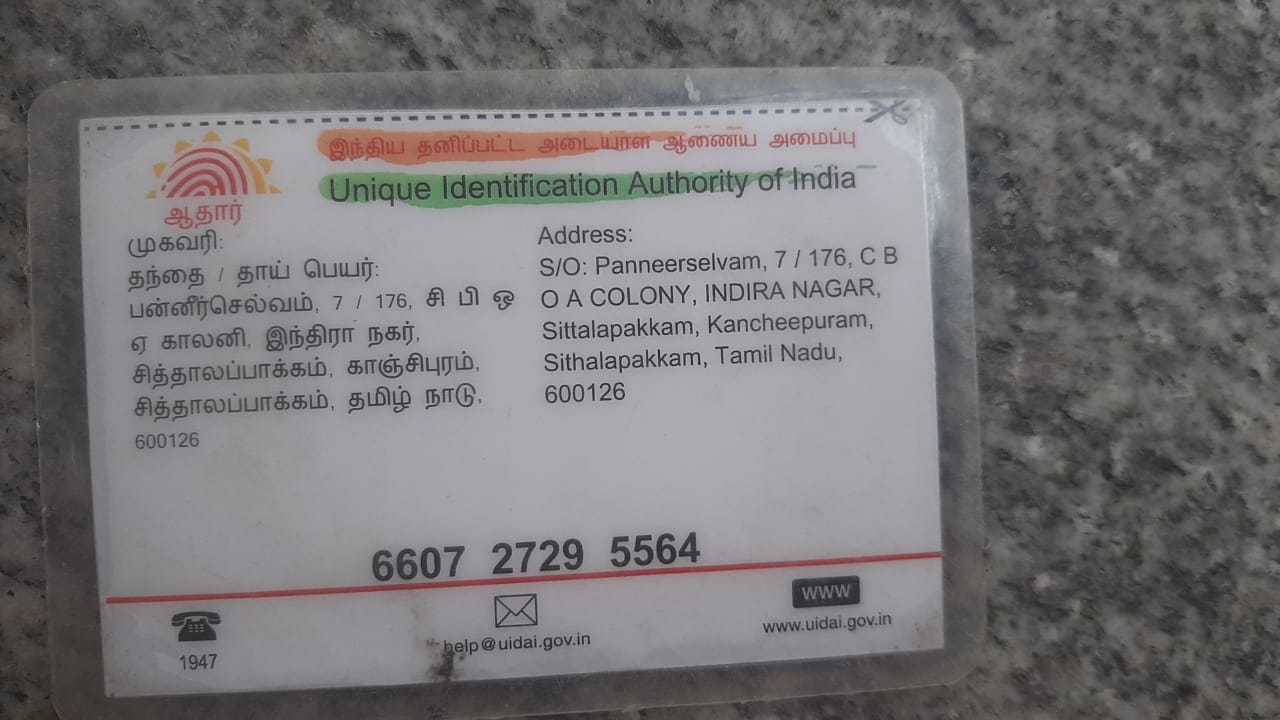 இந்திய தனிப்பட்ட அடையாள ஆணைய அமைப்பு
Unique Identification Authority of India
ஆதார்
முகவரி:
தந்தை / தாய் பெயர்:
பன்னீர்செல்வம், 7 / 176, சி பி ஒ
ஏ காலனி, இந்திரா நகர்,
சித்தாலப்பாக்கம், காஞ்சிபுரம்,
சித்தாலப்பாக்கம், தமிழ் நாடு,
600126
Address:
S/O: Panneerselvam, 7 / 176, C B
O A COLONY, INDIRA NAGAR,
Sittalapakkam, Kancheepuram,
Sithalapakkam, Tamil Nadu,
600126
6607 2729 5564
1947
help@uidai.gov.in
www
www.uidai.gov.in